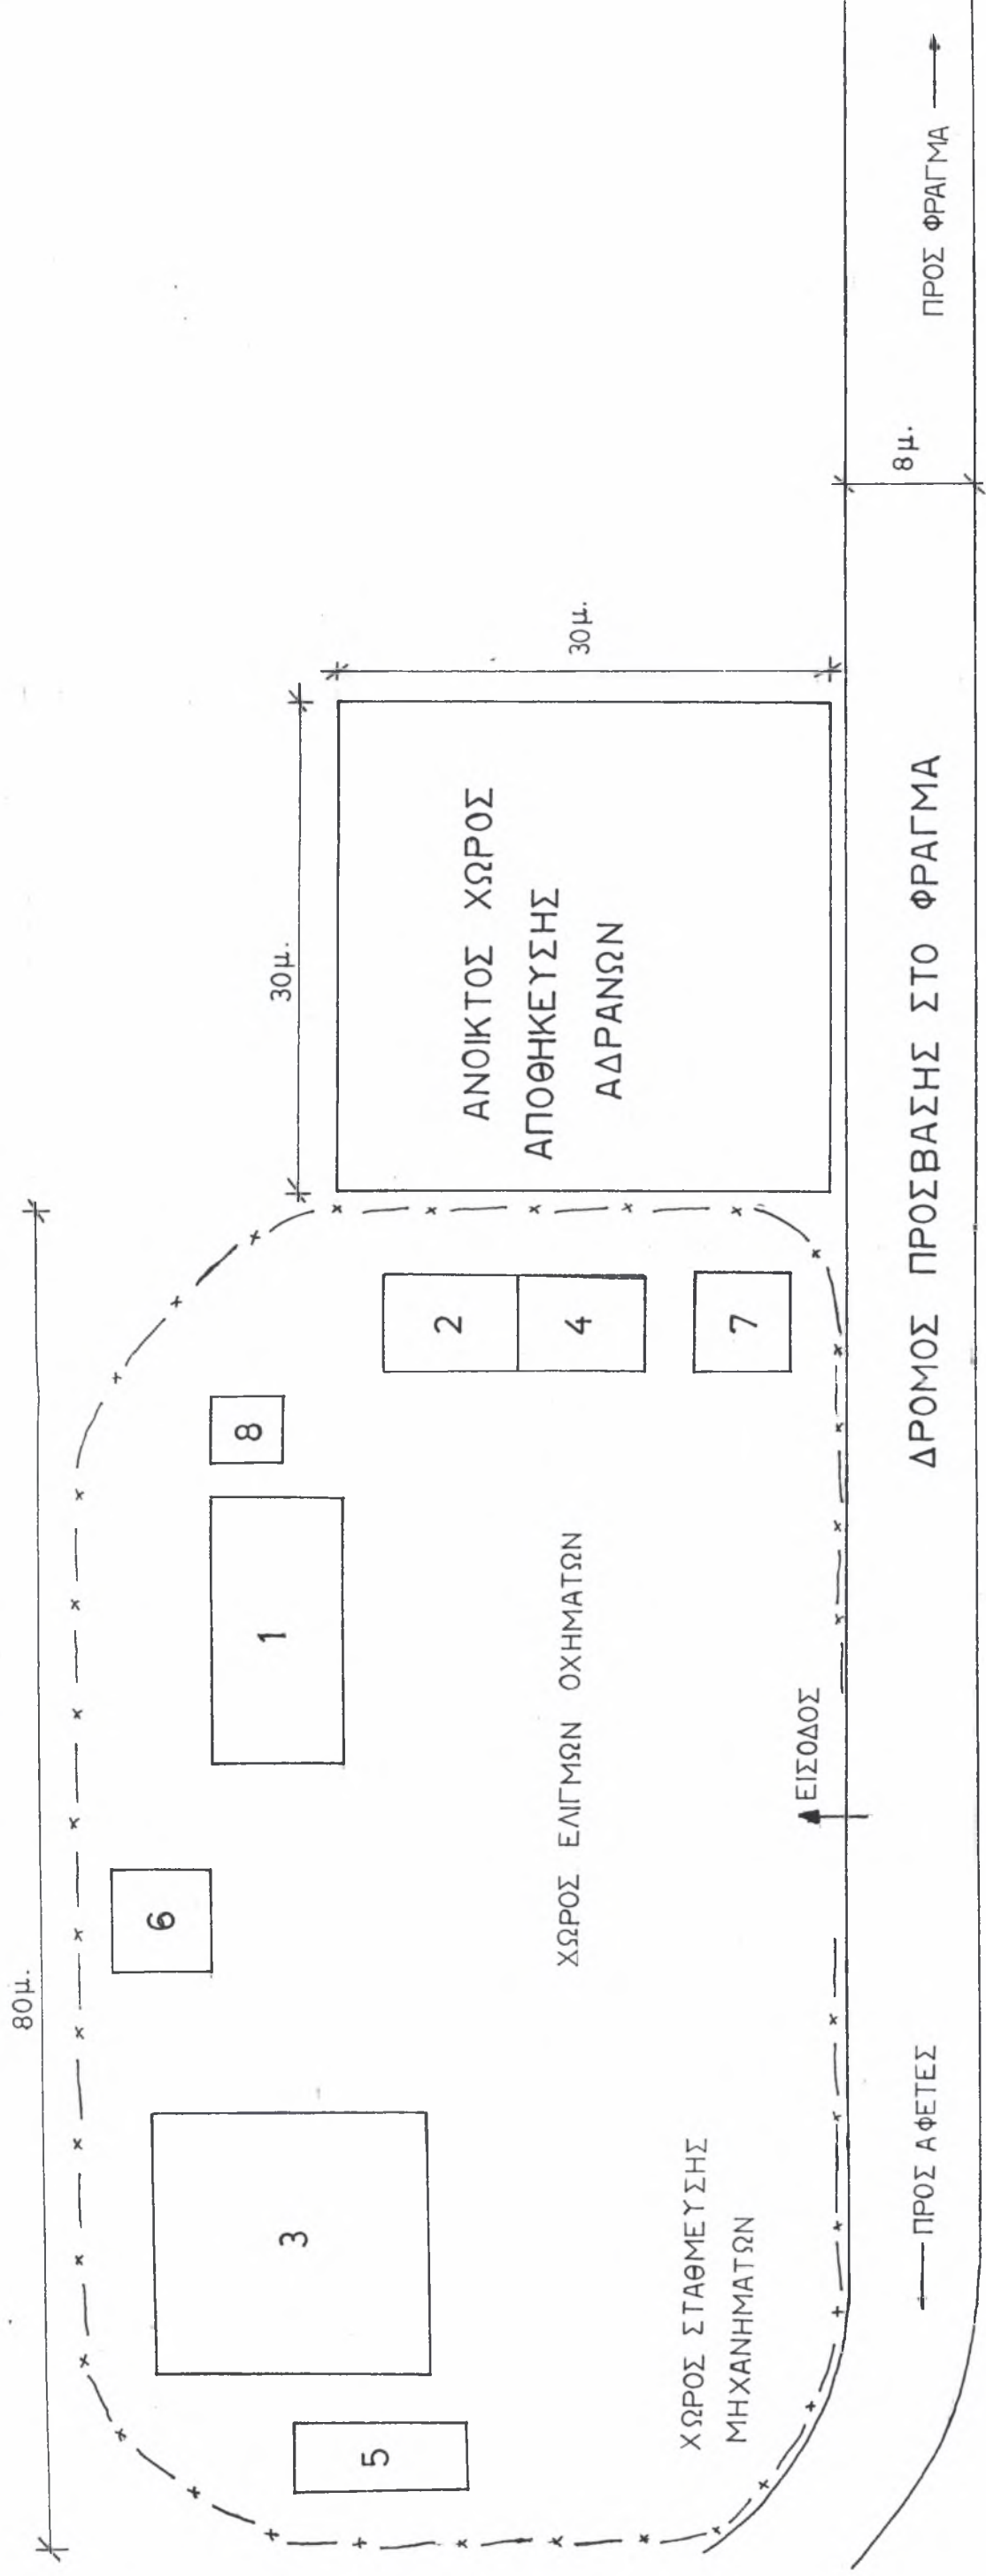 80μ.
30μ.
30μ.
8μ.
ΑΝΟΙΚΤΟΣ ΧΩΡΟΣ
ΑΠΟΘΗΚΕΥΣΗΣ
ΑΔΡΑΝΩΝ
5
3
6
1
8
2
4
7
ΧΩΡΟΣ ΕΛΙΓΜΩΝ ΟΧΗΜΑΤΩΝ
ΧΩΡΟΣ ΣΤΑΘΜΕΥΣΗΣ
ΜΗΧΑΝΗΜΑΤΩΝ
ΕΙΣΟΔΟΣ
ΠΡΟΣ ΑΦΕΤΕΣ
ΔΡΟΜΟΣ ΠΡΟΣΒΑΣΗΣ ΣΤΟ ΦΡΑΓΜΑ
ΠΡΟΣ ΦΡΑΓΜΑ